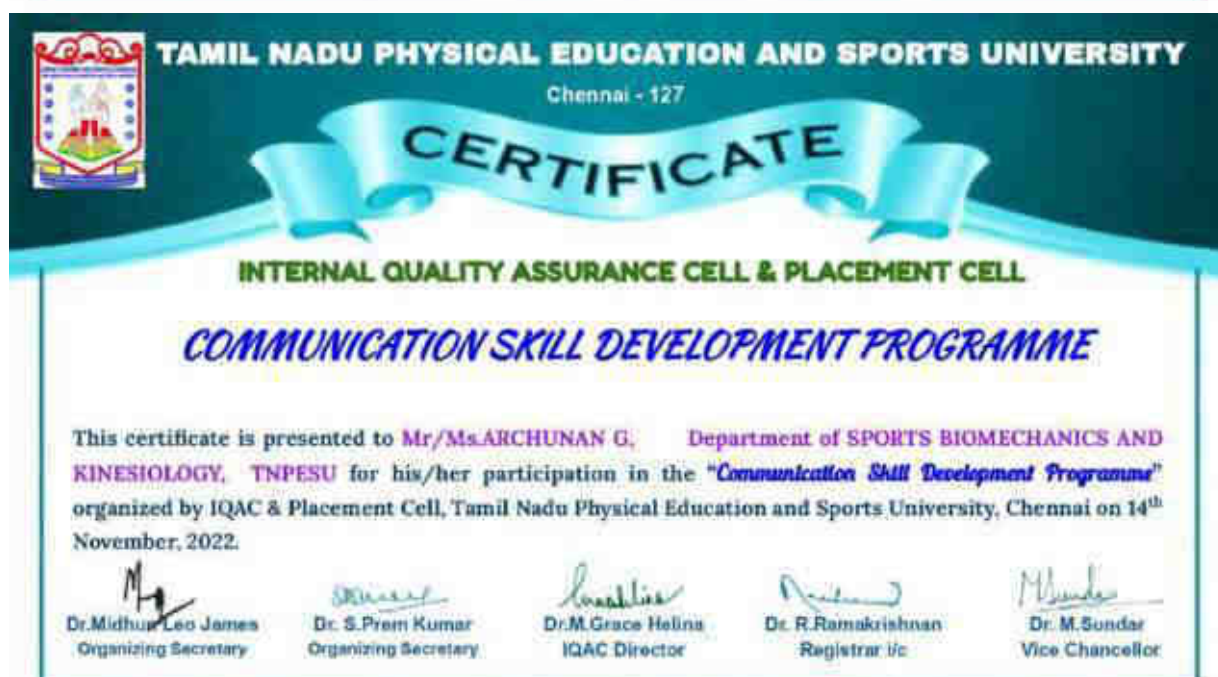 TAMIL NADU PHYSICAL EDUCATION AND SPORTS UNIVERSITY
Chennai - 127
CERTIFICATE
INTERNAL QUALITY ASSURANCE CELL & PLACEMENT CELL
COMMUNICATION SKILL DEVELOPMENT PROGRAMME
This certificate is presented to Mr/Ms.ARCHUNAN G, Department of SPORTS BIOMECHANICS AND
KINESIOLOGY, TNPESU for his/her participation in the "Communication Skill Development Programme"
organized by IQAC & Placement Cell, Tamil Nadu Physical Education and Sports University, Chennai on 14th
November, 2022.
Dr.Midhun Leo James Dr. S.Prem Kumar Dr.M.Grace Helina Dr. R.Ramakrishnan Dr. M.Sundar
Organizing Secretary Organizing Secretary IQAC Director Registrar i/c Vice Chancellor